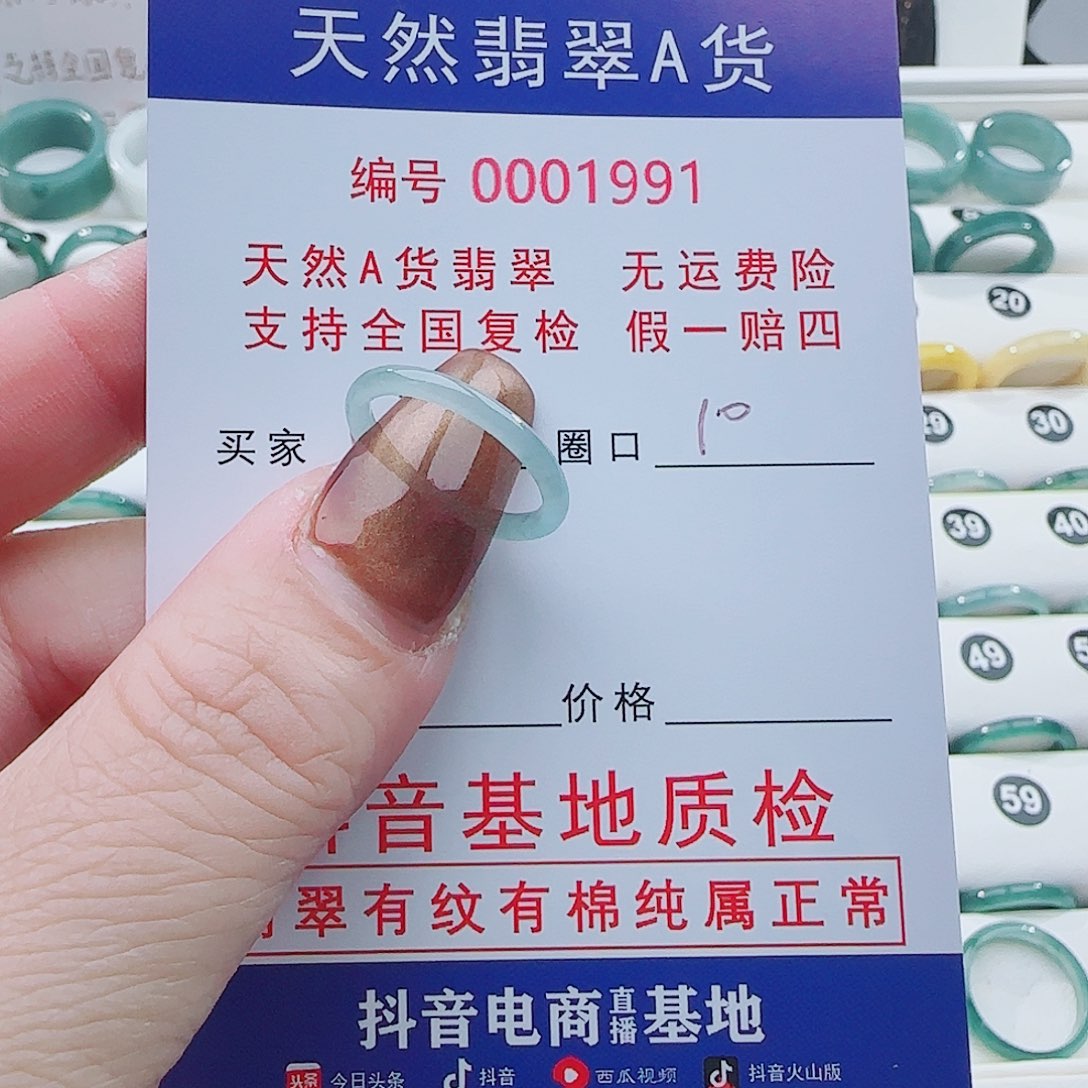 天然翡翠A货
编号 0001991
天然A货翡翠 无运费险
支持全国复检 假一赔四
买家 圈口 10
价格
音基地质检
翠有纹有棉纯属正常
抖音电商直播基地
头条 今日头条 抖音 西瓜视频 抖音火山版
20
30
39 40
49
59